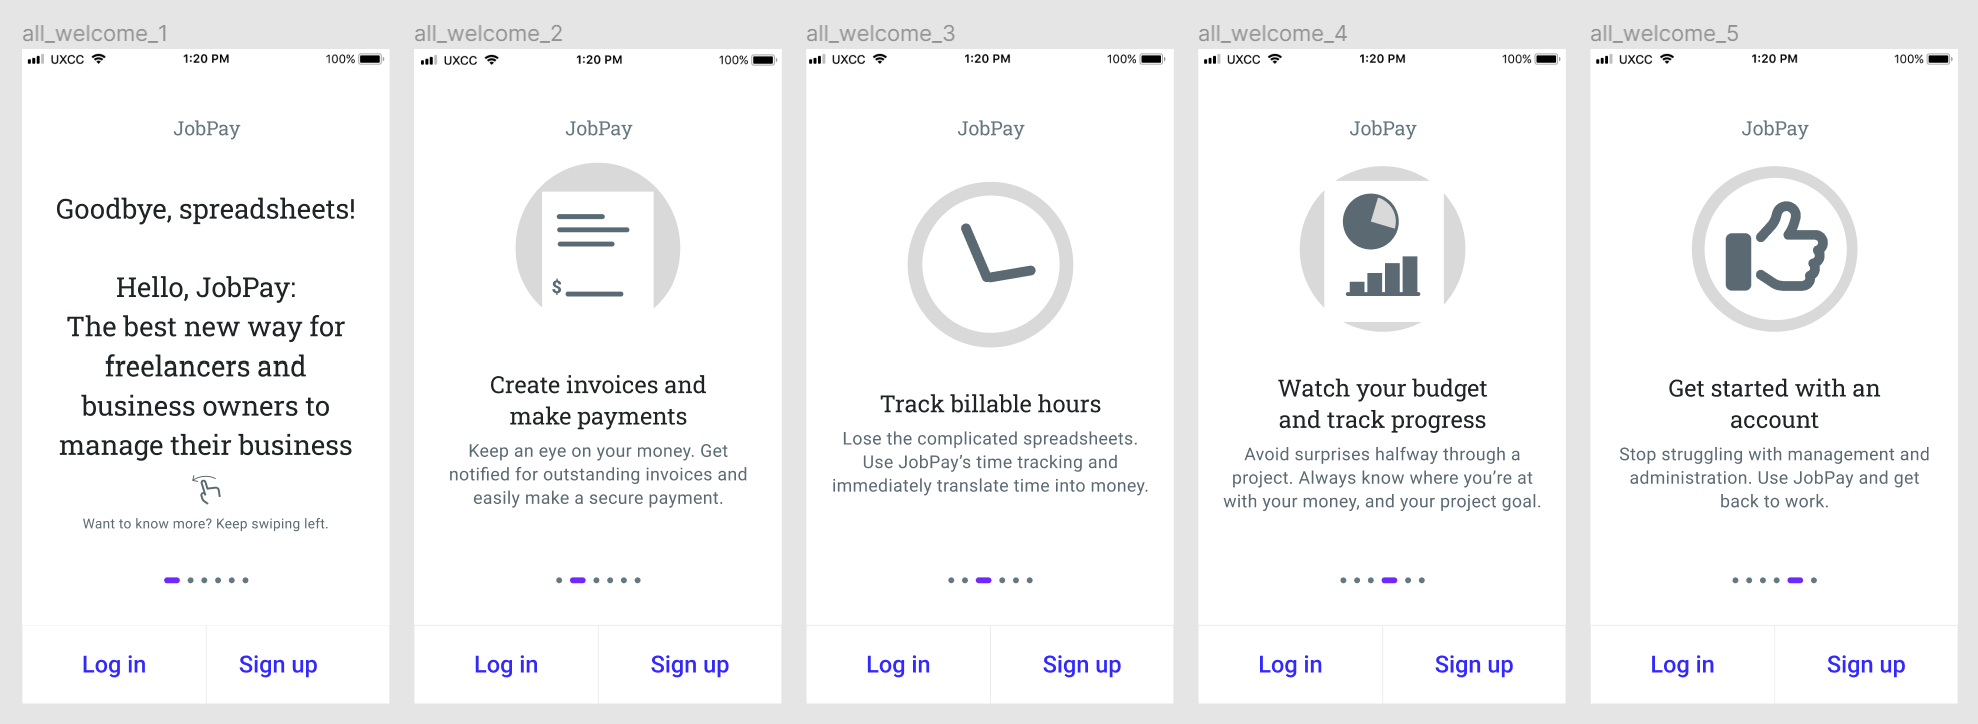 all_welcome_1
UXCC 1:20 PM 100%
JobPay
Goodbye, spreadsheets!
Hello, JobPay:
The best new way for
freelancers and
business owners to
manage their business
Want to know more? Keep swiping left.
Log in Sign up
all_welcome_2
UXCC 1:20 PM 100%
JobPay
$
Create invoices and
make payments
Keep an eye on your money. Get
notified for outstanding invoices and
easily make a secure payment.
Log in Sign up
all_welcome_3
UXCC 1:20 PM 100%
JobPay
Track billable hours
Lose the complicated spreadsheets.
Use JobPay’s time tracking and
immediately translate time into money.
Log in Sign up
all_welcome_4
UXCC 1:20 PM 100%
JobPay
Watch your budget
and track progress
Avoid surprises halfway through a
project. Always know where you’re at
with your money, and your project goal.
Log in Sign up
all_welcome_5
UXCC 1:20 PM 100%
JobPay
Get started with an
account
Stop struggling with management and
administration. Use JobPay and get
back to work.
Log in Sign up